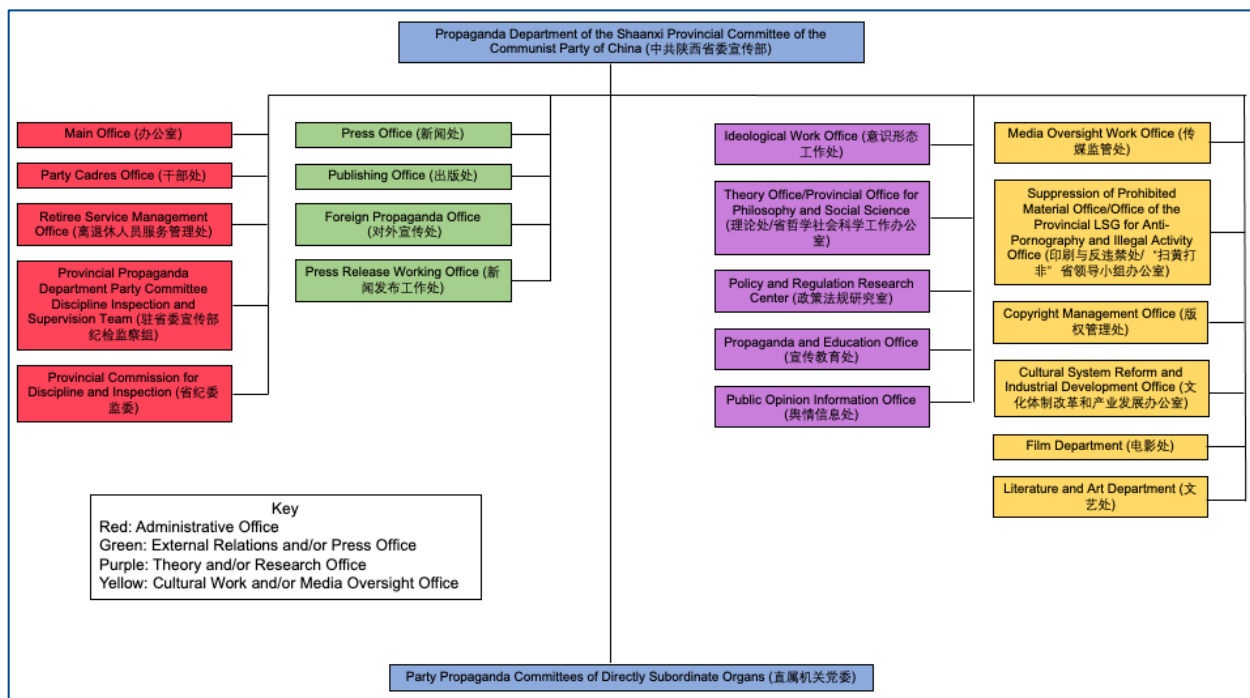 Propaganda Department of the Shaanxi Provincial Committee of the
Communist Party of China (中共陕西省委宣传部)
Main Office (办公室)
Party Cadres Office (干部处)
Retiree Service Management
Office (离退休人员服务管理处)
Provincial Propaganda
Department Party Committee
Discipline Inspection and
Supervision Team (驻省委宣传部
纪检监察组)
Provincial Commission for
Discipline and Inspection (省纪委
监委)
Press Office (新闻处)
Publishing Office (出版处)
Foreign Propaganda Office
(对外宣传处)
Press Release Working Office (新
闻发布工作处)
Ideological Work Office (意识形态
工作处)
Theory Office/Provincial Office for
Philosophy and Social Science
(理论处/省哲学社会科学工作办公
室)
Policy and Regulation Research
Center (政策法规研究室)
Propaganda and Education Office
(宣传教育处)
Public Opinion Information Office
(舆情信息处)
Media Oversight Work Office (传
媒监管处)
Suppression of Prohibited
Material Office/Office of the
Provincial LSG for Anti-
Pornography and Illegal Activity
Office (印刷与反违禁处/ “扫黄打
非” 省领导小组办公室)
Copyright Management Office (版
权管理处)
Cultural System Reform and
Industrial Development Office (文
化体制改革和产业发展办公室)
Film Department (电影处)
Literature and Art Department (文
艺处)
Key
Red: Administrative Office
Green: External Relations and/or Press Office
Purple: Theory and/or Research Office
Yellow: Cultural Work and/or Media Oversight Office
Party Propaganda Committees of Directly Subordinate Organs (直属机关党委)